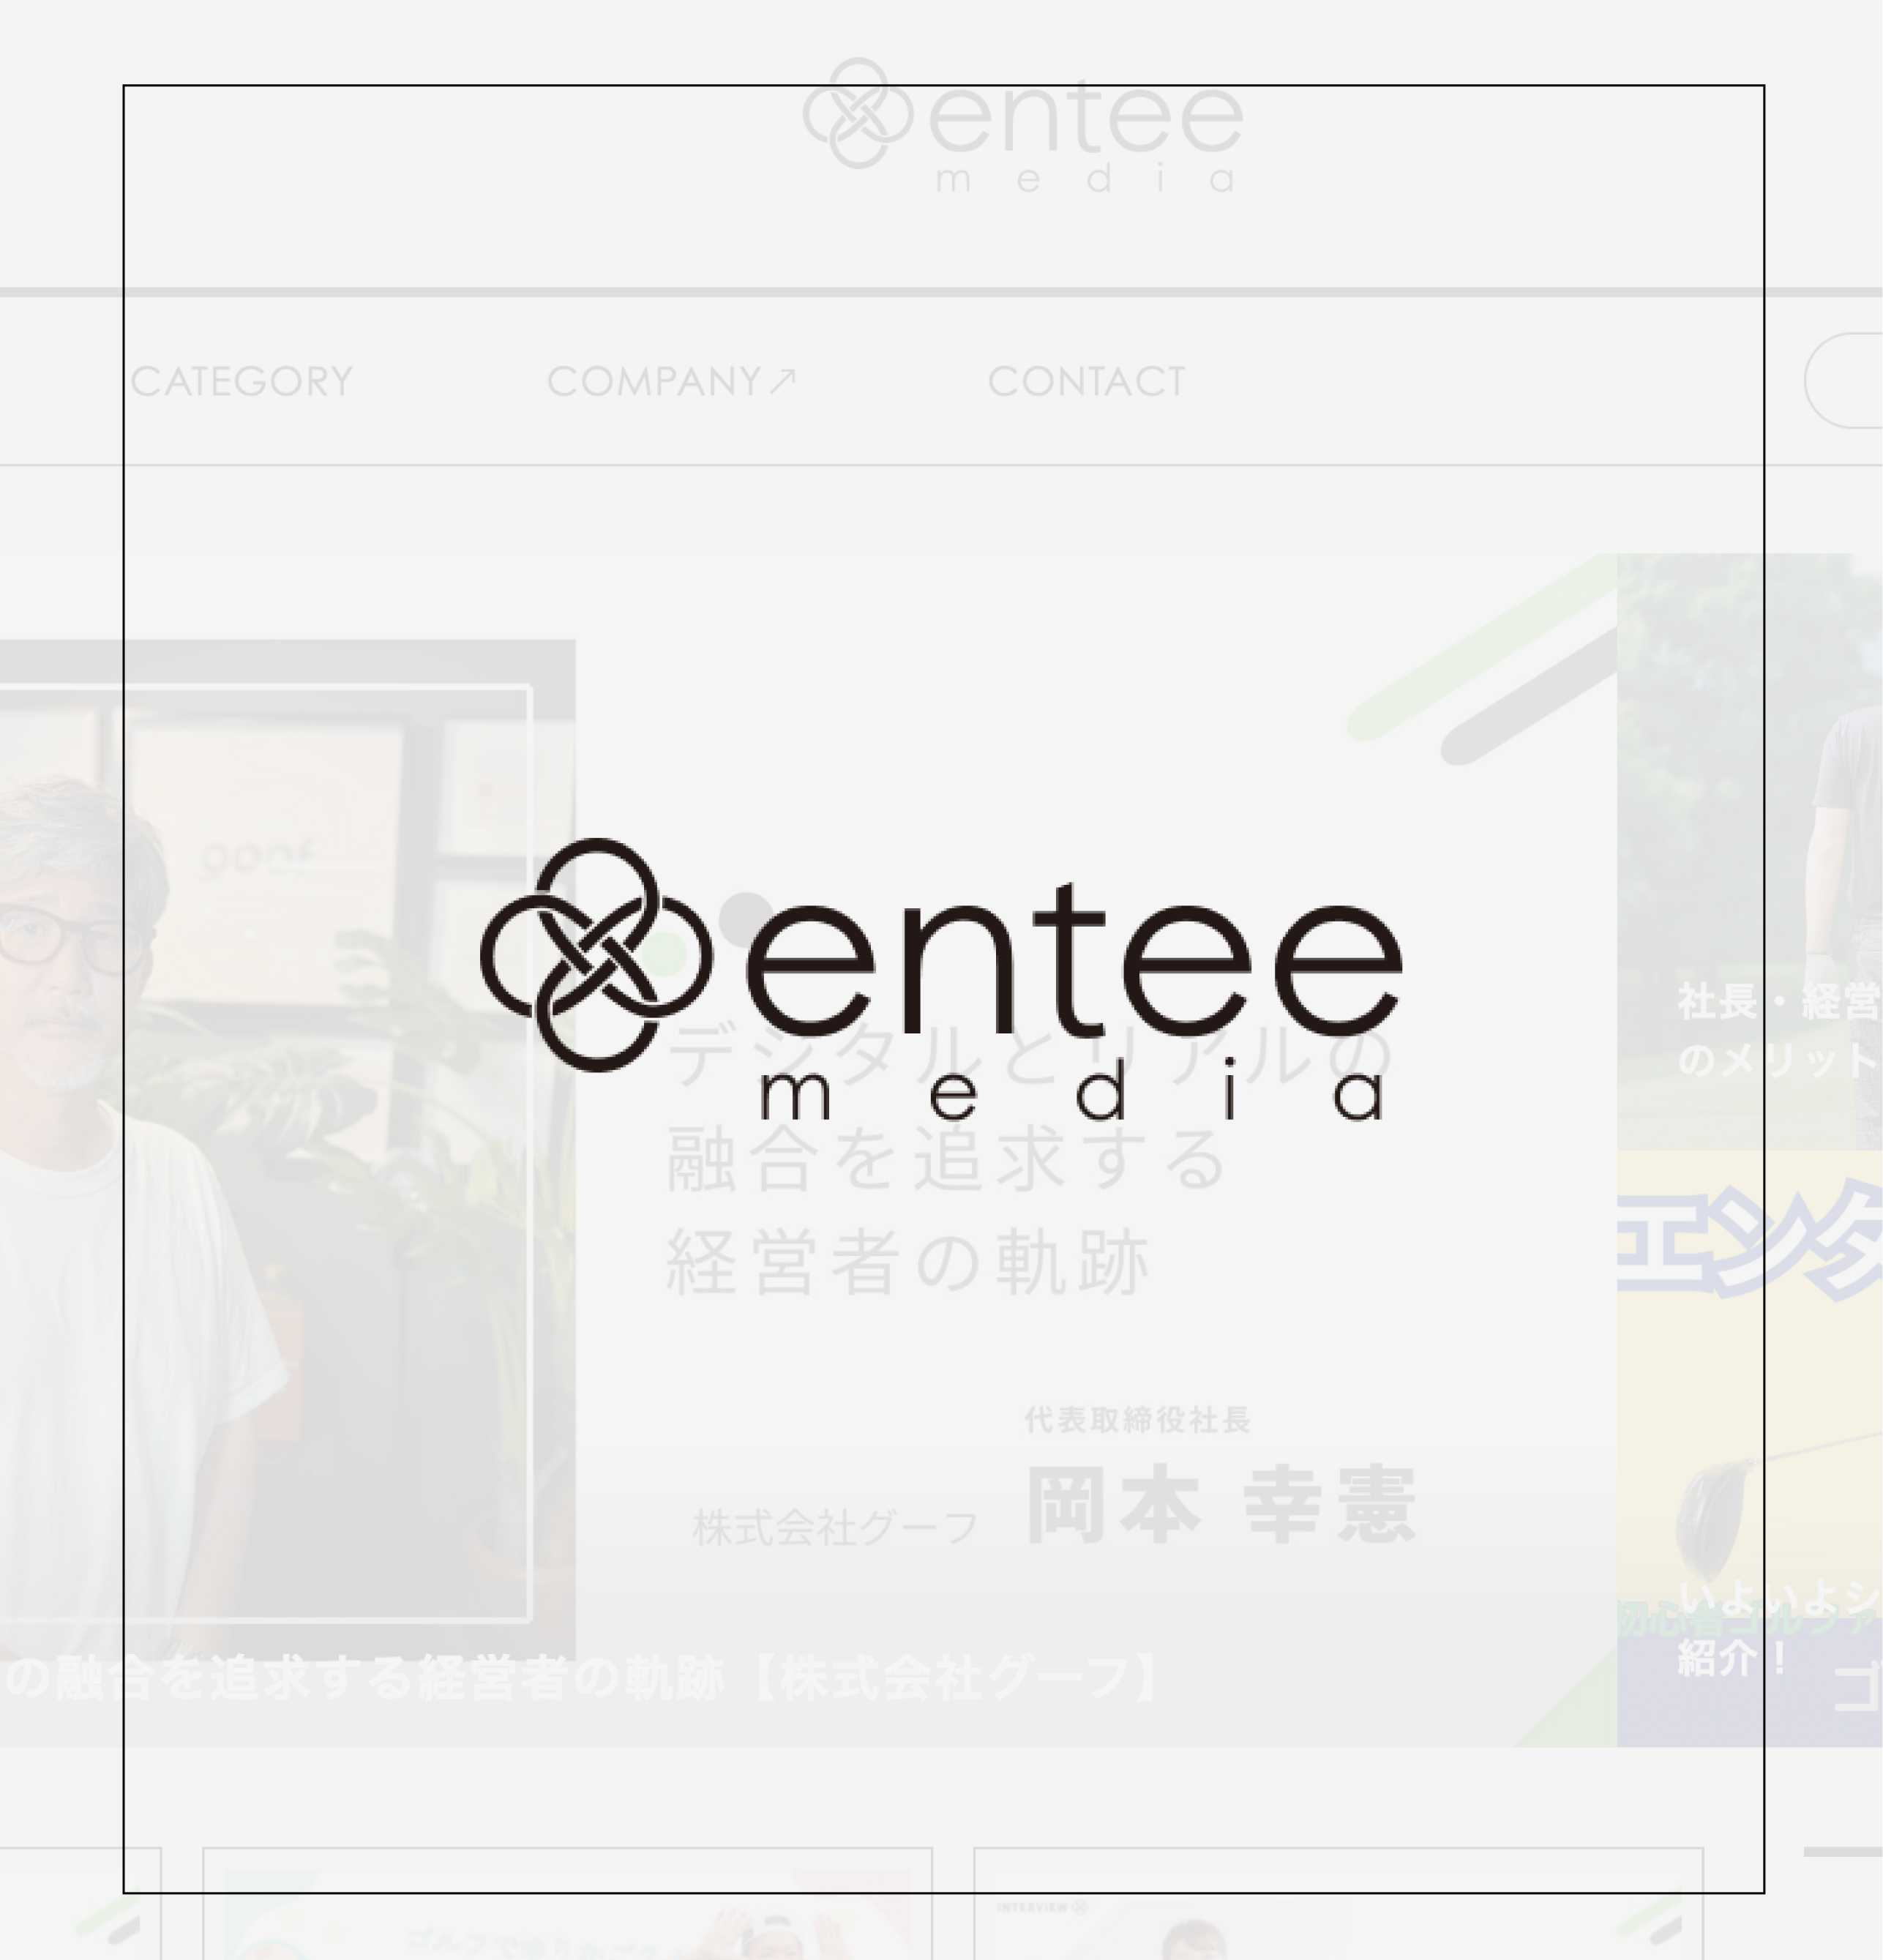 entee
media
CATEGORY
COMPANY↗
CONTACT
goof
entee
media
デジタルとリアルの
融合を追求する
経営者の軌跡
代表取締役社長
株式会社グーフ
岡本 幸憲
の融合を追求する経営者の軌跡【株式会社グーフ】
社長・経営
のメリット
エンタ
いよいよシ
初心者ゴルファ
紹介！
ゴ
INTERVIEW